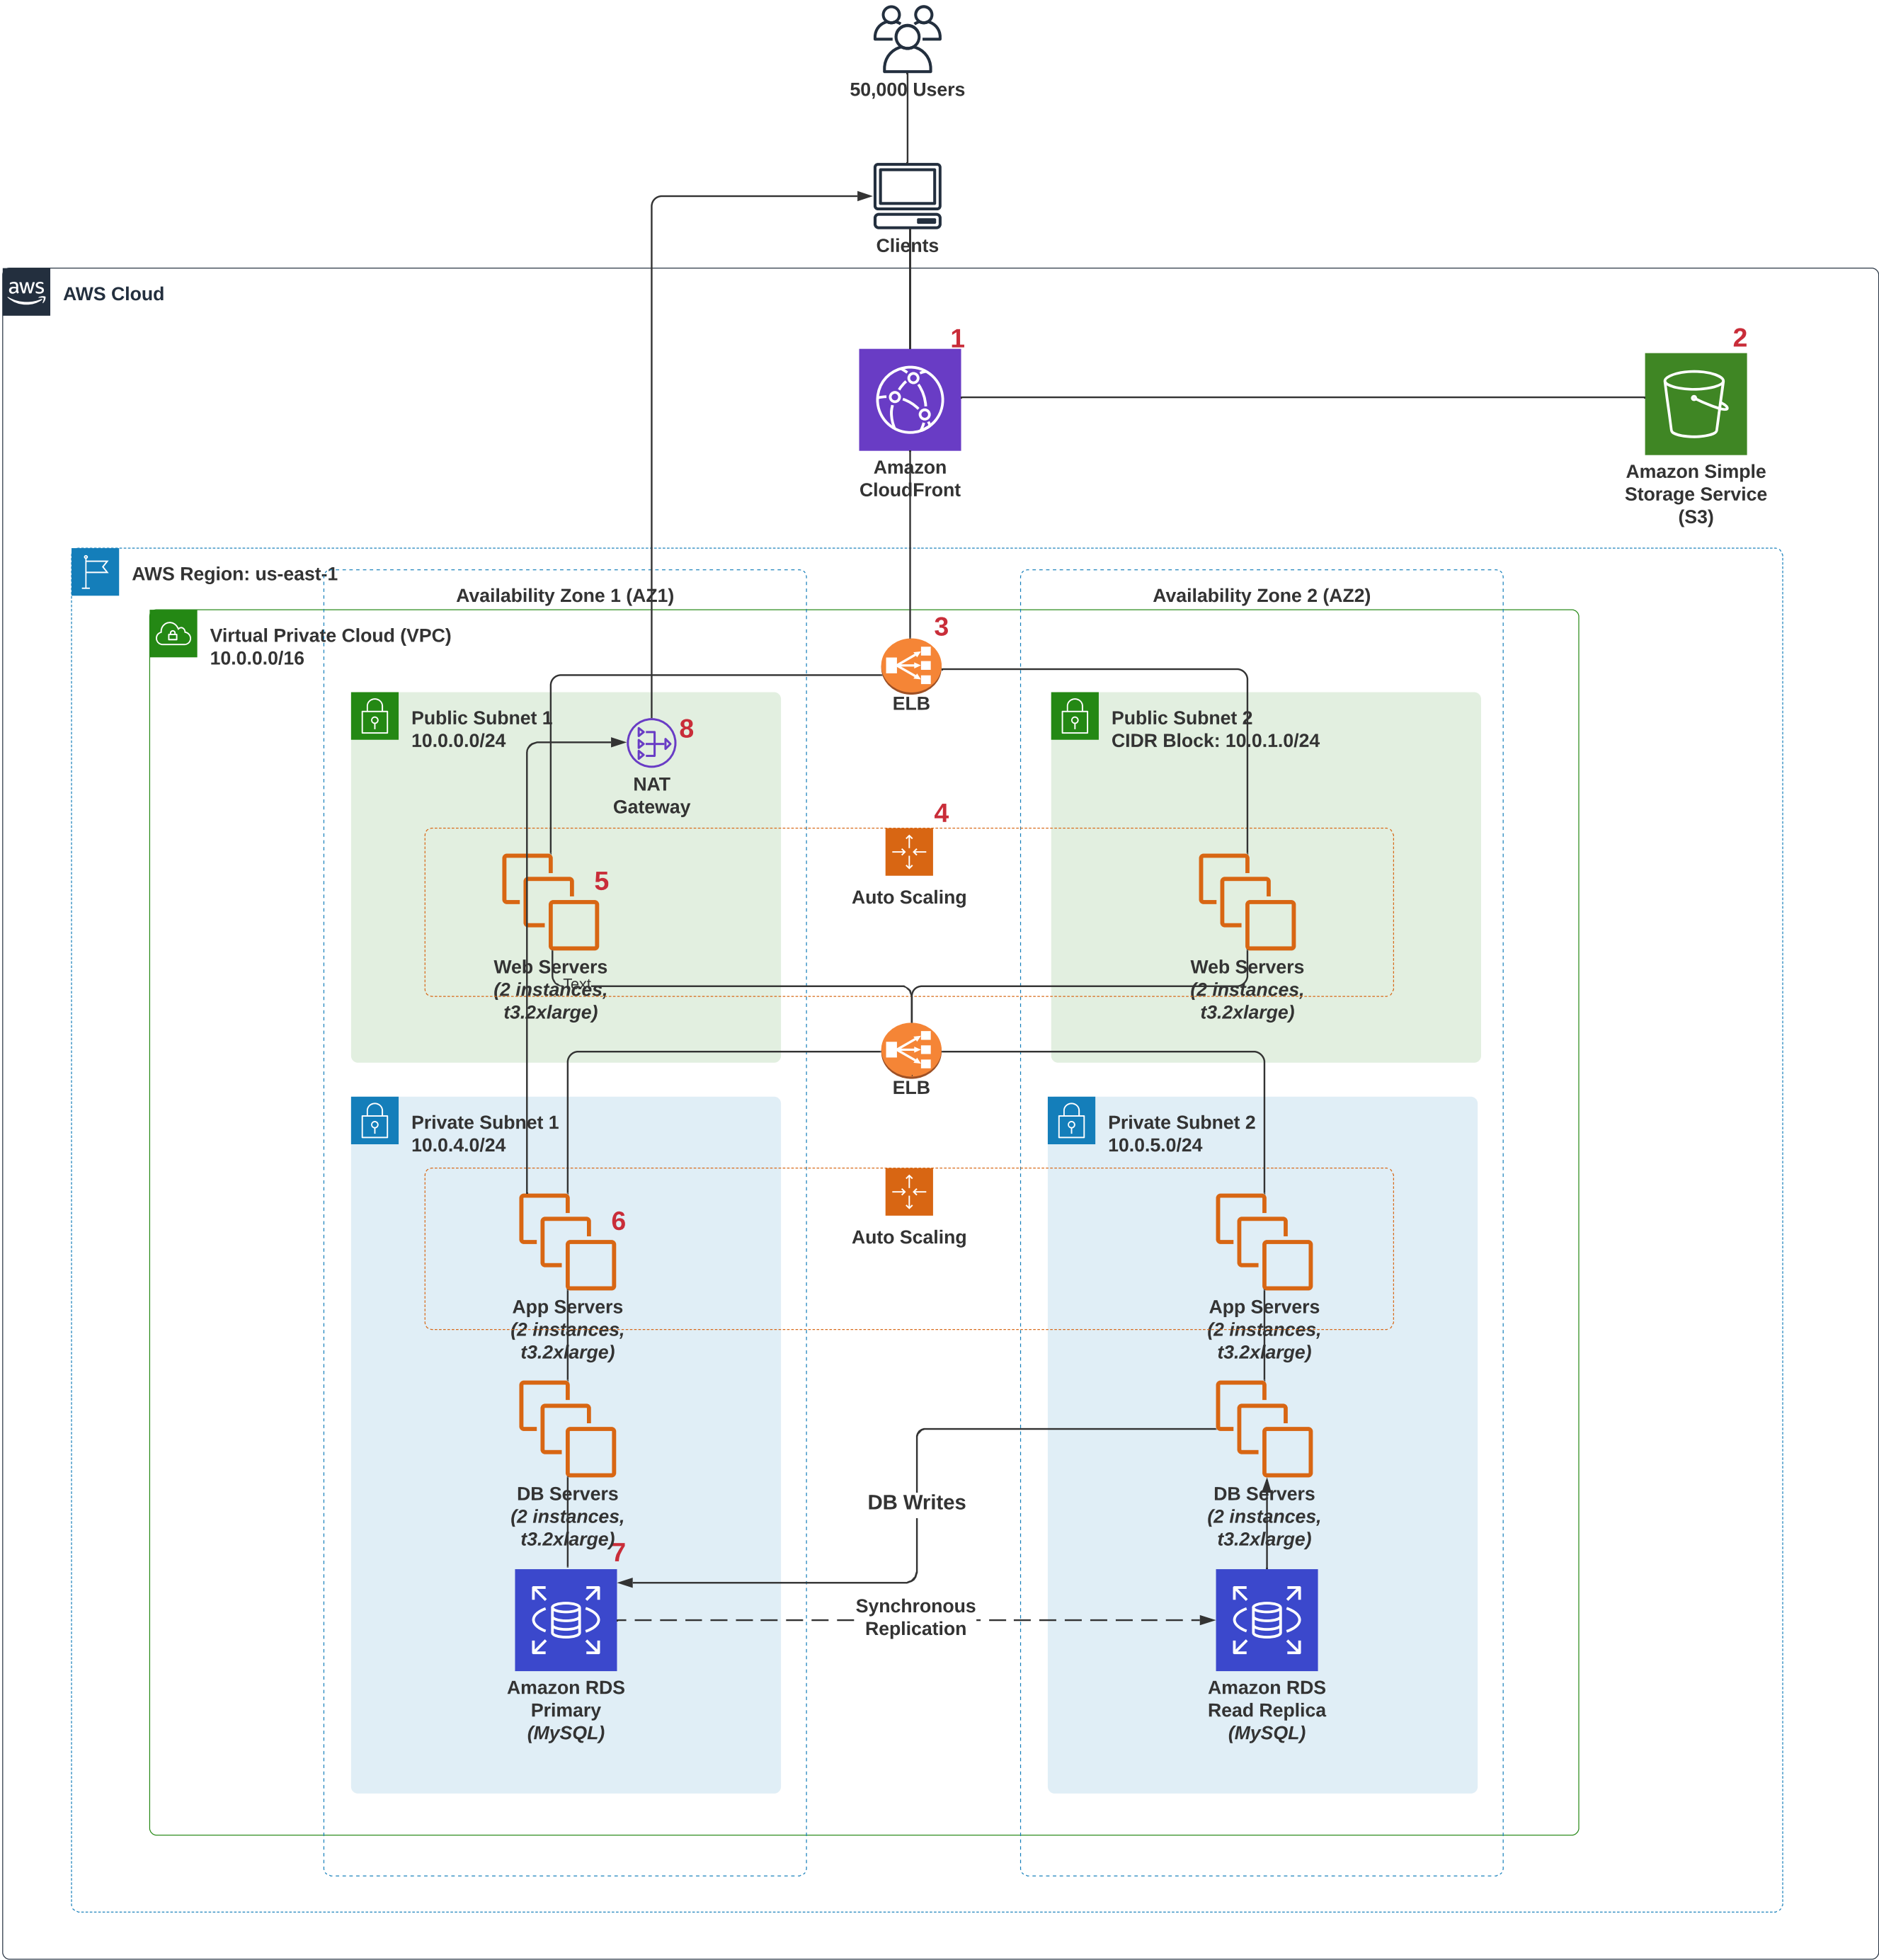 50,000 Users
Clients
aws
AWS Cloud
1
2
Amazon
CloudFront
Amazon Simple
Storage Service
(S3)
AWS Region: us-east-1
Availability Zone 1 (AZ1)
Availability Zone 2 (AZ2)
Virtual Private Cloud (VPC)
10.0.0.0/16
3
ELB
Public Subnet 1
10.0.0.0/24
8
NAT
Gateway
Public Subnet 2
CIDR Block: 10.0.1.0/24
4
Auto Scaling
5
Web Servers
Text
(2 instances,
t3.2xlarge)
Web Servers
(2 instances,
t3.2xlarge)
ELB
Private Subnet 1
10.0.4.0/24
Private Subnet 2
10.0.5.0/24
Auto Scaling
6
App Servers
(2 instances,
t3.2xlarge)
App Servers
(2 instances,
t3.2xlarge)
DB Servers
(2 instances,
t3.2xlarge)
DB Writes
DB Servers
(2 instances,
t3.2xlarge)
7
Synchronous
Replication
Amazon RDS
Primary
(MySQL)
Amazon RDS
Read Replica
(MySQL)